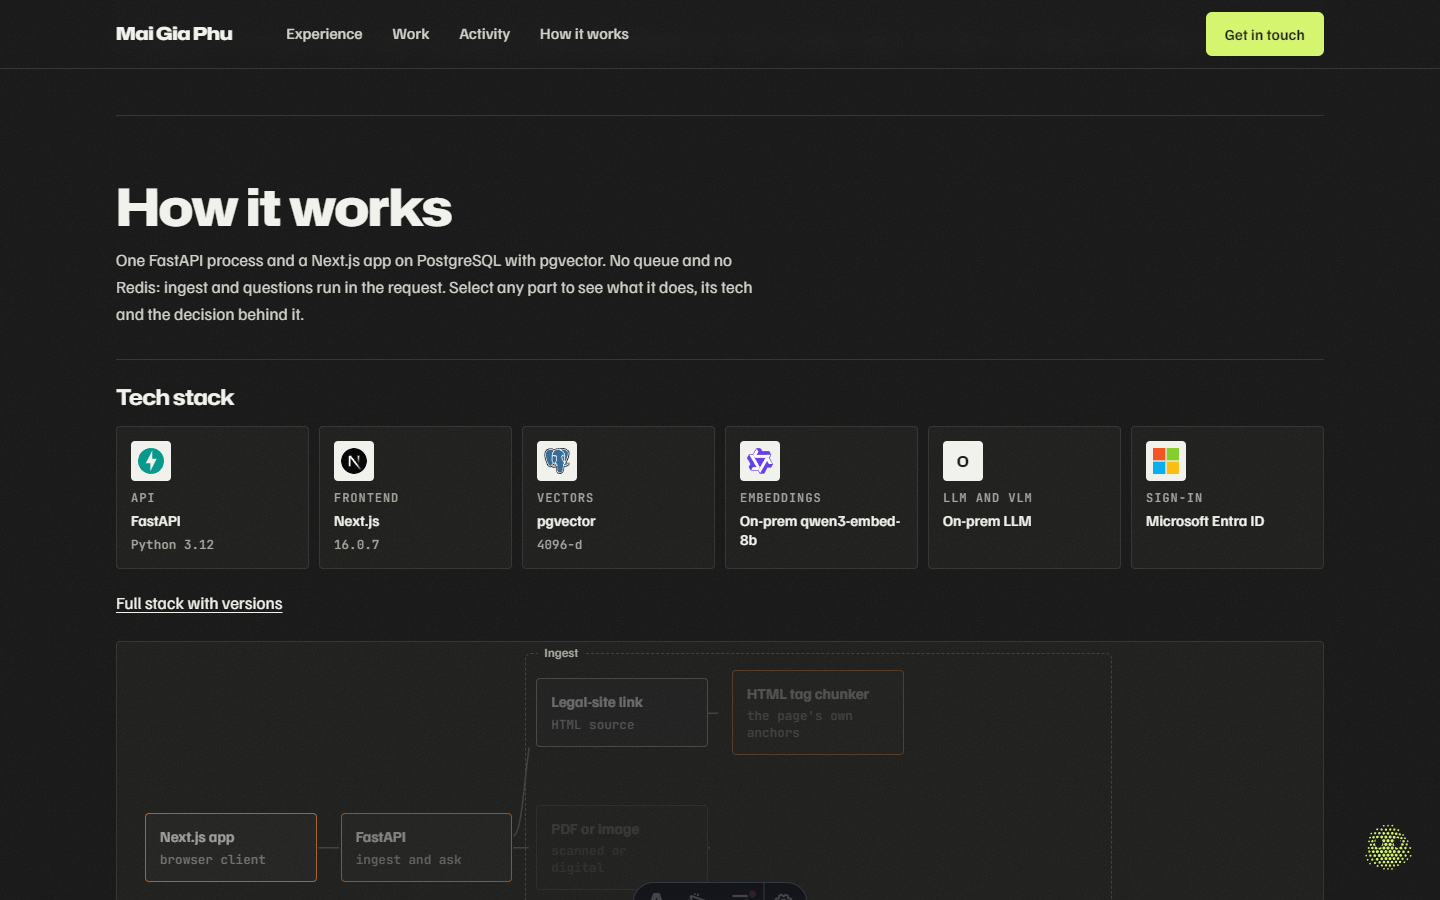 Mai Gia Phu
Experience
Work
Activity
How it works
Get in touch
How it works
One FastAPI process and a Next.js app on PostgreSQL with pgvector. No queue and no
Redis: ingest and questions run in the request. Select any part to see what it does, its tech
and the decision behind it.
Tech stack
API
FastAPI
Python 3.12
N
FRONTEND
Next.js
16.0.7
VECTORS
pgvector
4096-d
EMBEDDINGS
On-prem qwen3-embed-
8b
O
LLM AND VLM
On-prem LLM
SIGN-IN
Microsoft Entra ID
Full stack with versions
Ingest
Legal-site link
HTML source
HTML tag chunker
the page's own
anchors
Next.js app
browser client
FastAPI
ingest and ask
PDF or image
scanned or
digital